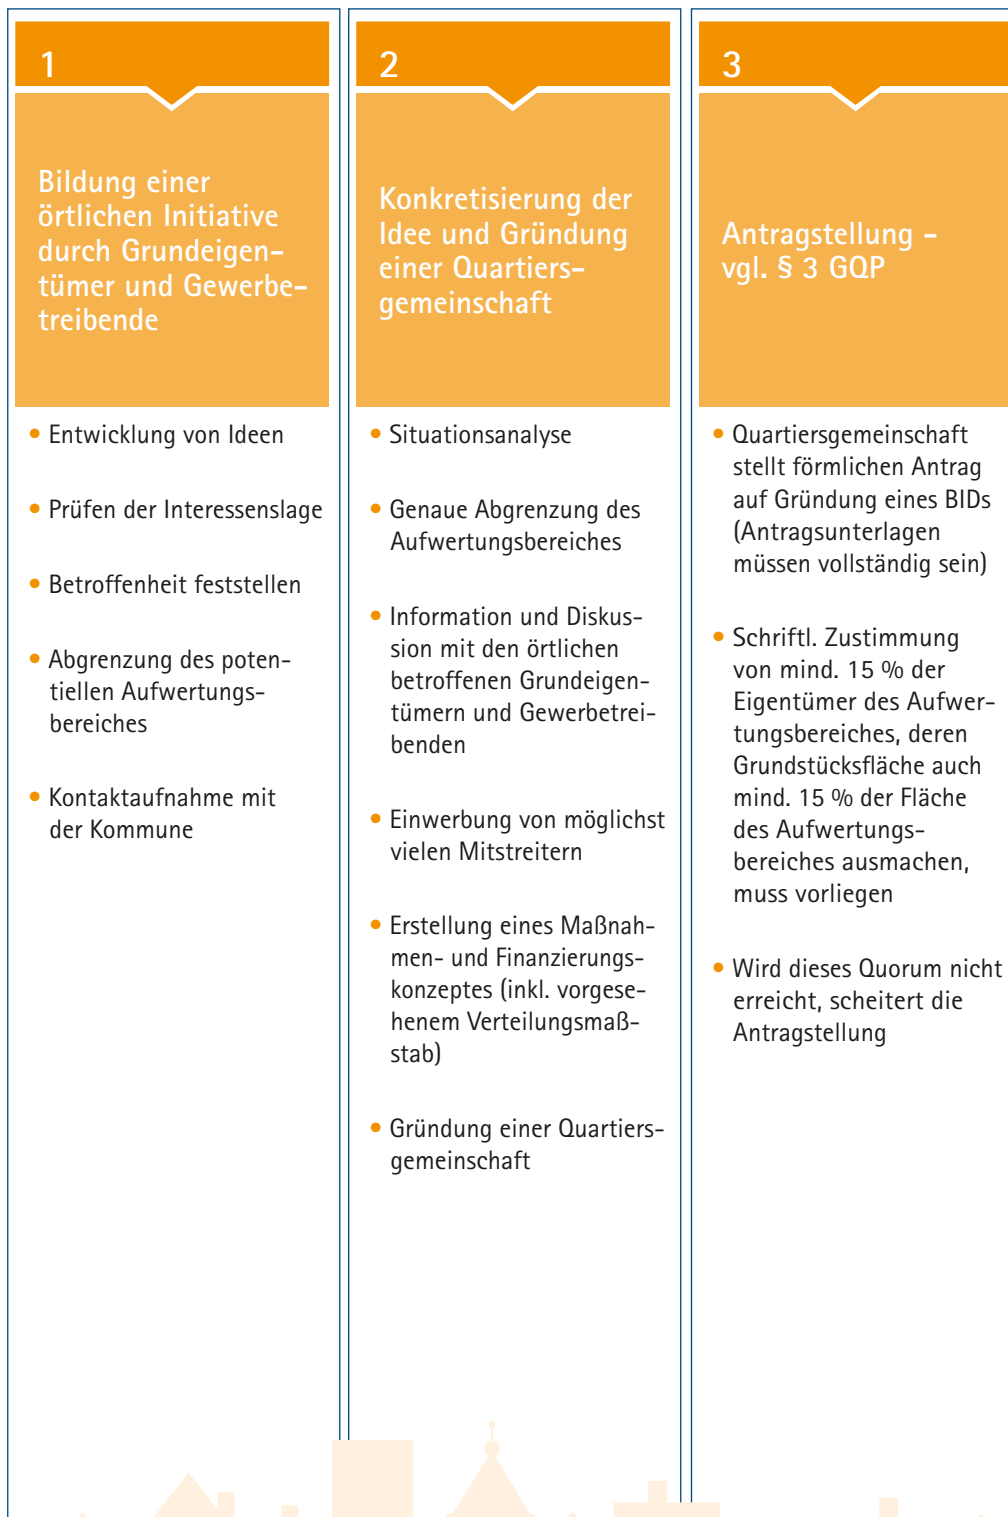 1
Bildung einer
örtlichen Initiative
durch Grundeigen-
tümer und Gewerbe-
treibende
• Entwicklung von Ideen
• Prüfen der Interessenslage
• Betroffenheit feststellen
• Abgrenzung des poten-
tiellen Aufwertungs-
bereiches
• Kontaktaufnahme mit
der Kommune
2
Konkretisierung der
Idee und Gründung
einer Quartiers-
gemeinschaft
• Situationsanalyse
• Genaue Abgrenzung des
Aufwertungsbereiches
• Information und Diskus-
sion mit den örtlichen
betroffenen Grundeigen-
tümern und Gewerbetrei-
benden
• Einwerbung von möglichst
vielen Mitstreitern
• Erstellung eines Maßnah-
men- und Finanzierungs-
konzeptes (inkl. vorgese-
henem Verteilungsmaß-
stab)
• Gründung einer Quartiers-
gemeinschaft
3
Antragstellung –
vgl. § 3 GQP
• Quartiersgemeinschaft
stellt förmlichen Antrag
auf Gründung eines BIDs
(Antragsunterlagen
müssen vollständig sein)
• Schriftl. Zustimmung
von mind. 15 % der
Eigentümer des Aufwer-
tungsbereiches, deren
Grundstücksfläche auch
mind. 15 % der Fläche
des Aufwertungs-
bereiches ausmachen,
muss vorliegen
• Wird dieses Quorum nicht
erreicht, scheitert die
Antragstellung